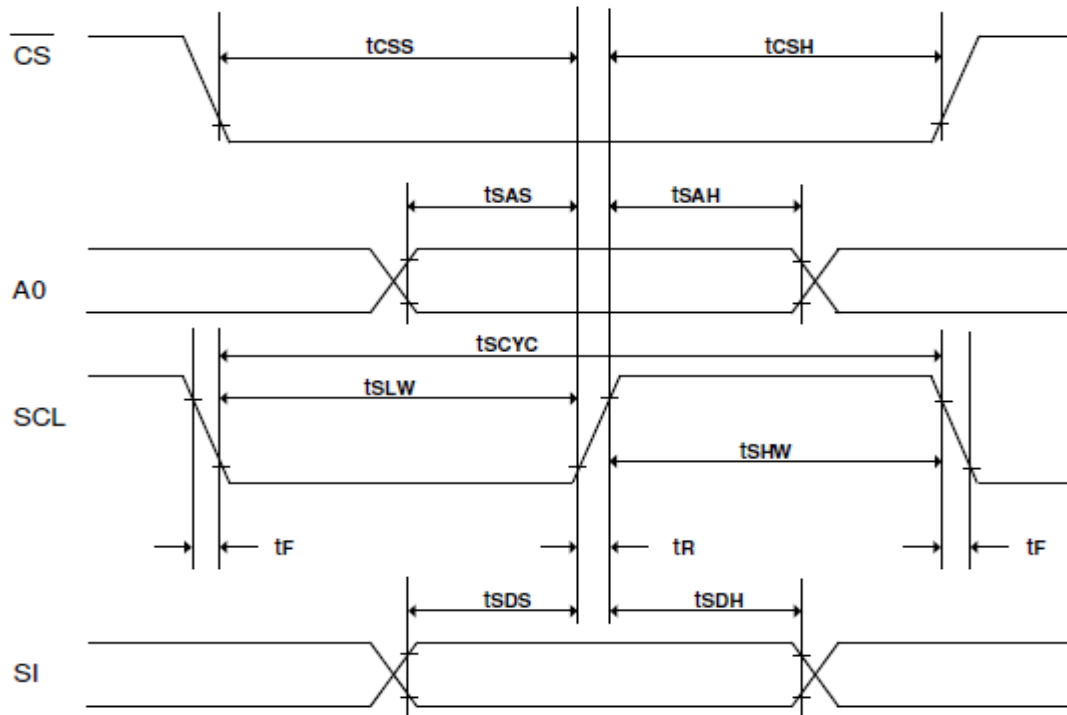 CS
tCSS
tCSH
tSAS
tSAH
A0
tSCYC
tSLW
SCL
tSHW
tF
tR
tF
tSDS
tSDH
SI